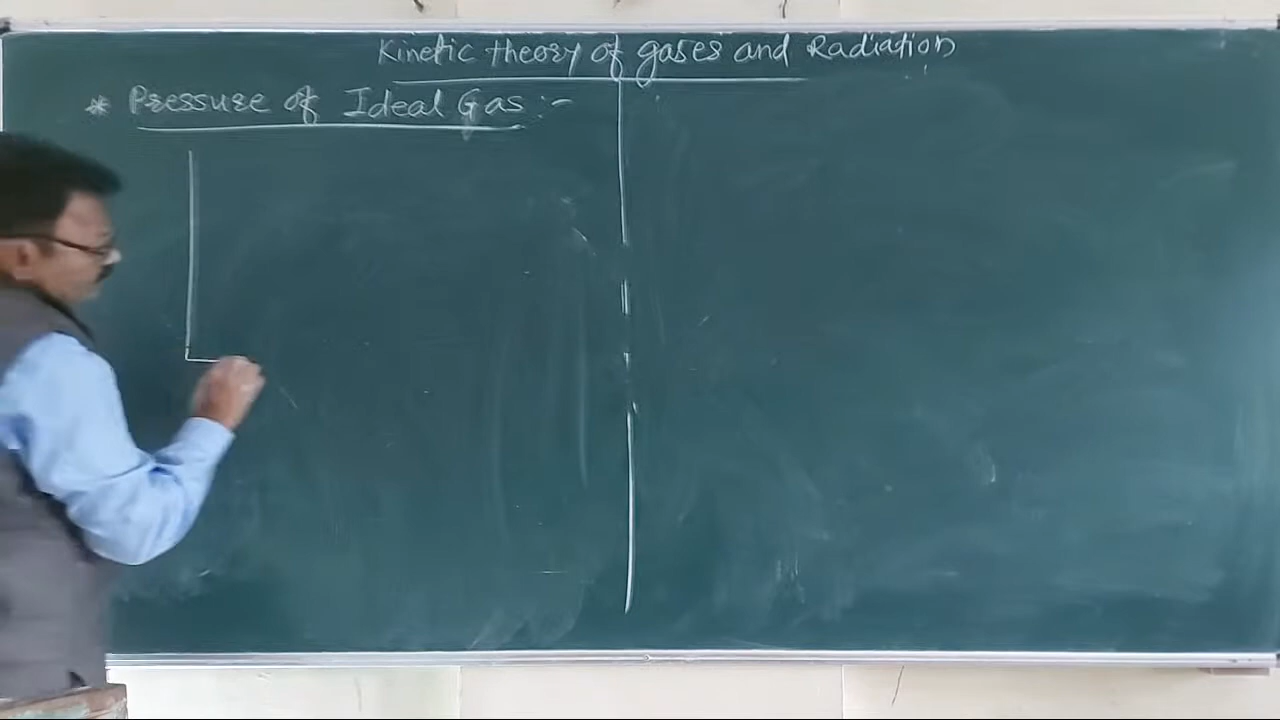 Kinetic theory of gases and Radiation
* Pressure of Ideal Gas :-